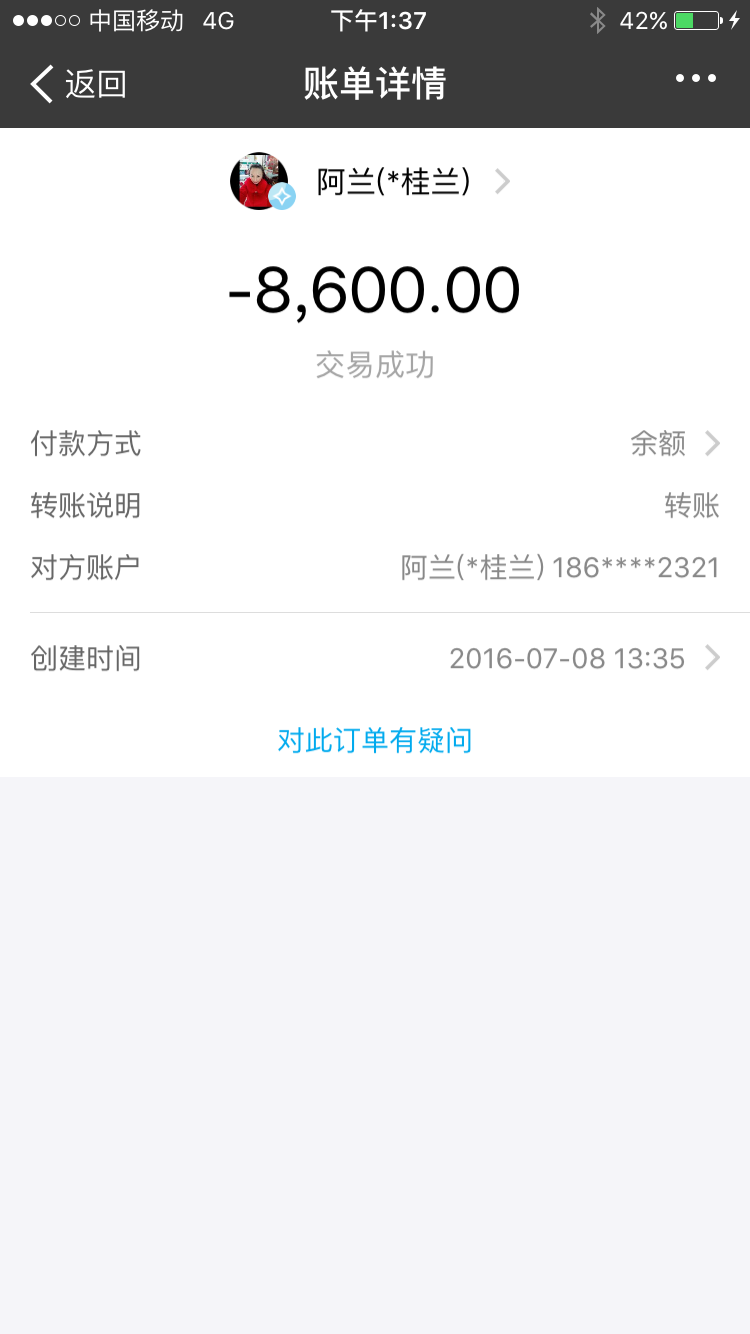 中国移动 4G 下午1:37 42%
返回 账单详情
阿兰(*桂兰)
-8,600.00
交易成功
付款方式 余额
转账说明 转账
对方账户 阿兰(*桂兰) 186****2321
创建时间 2016-07-08 13:35
对此订单有疑问